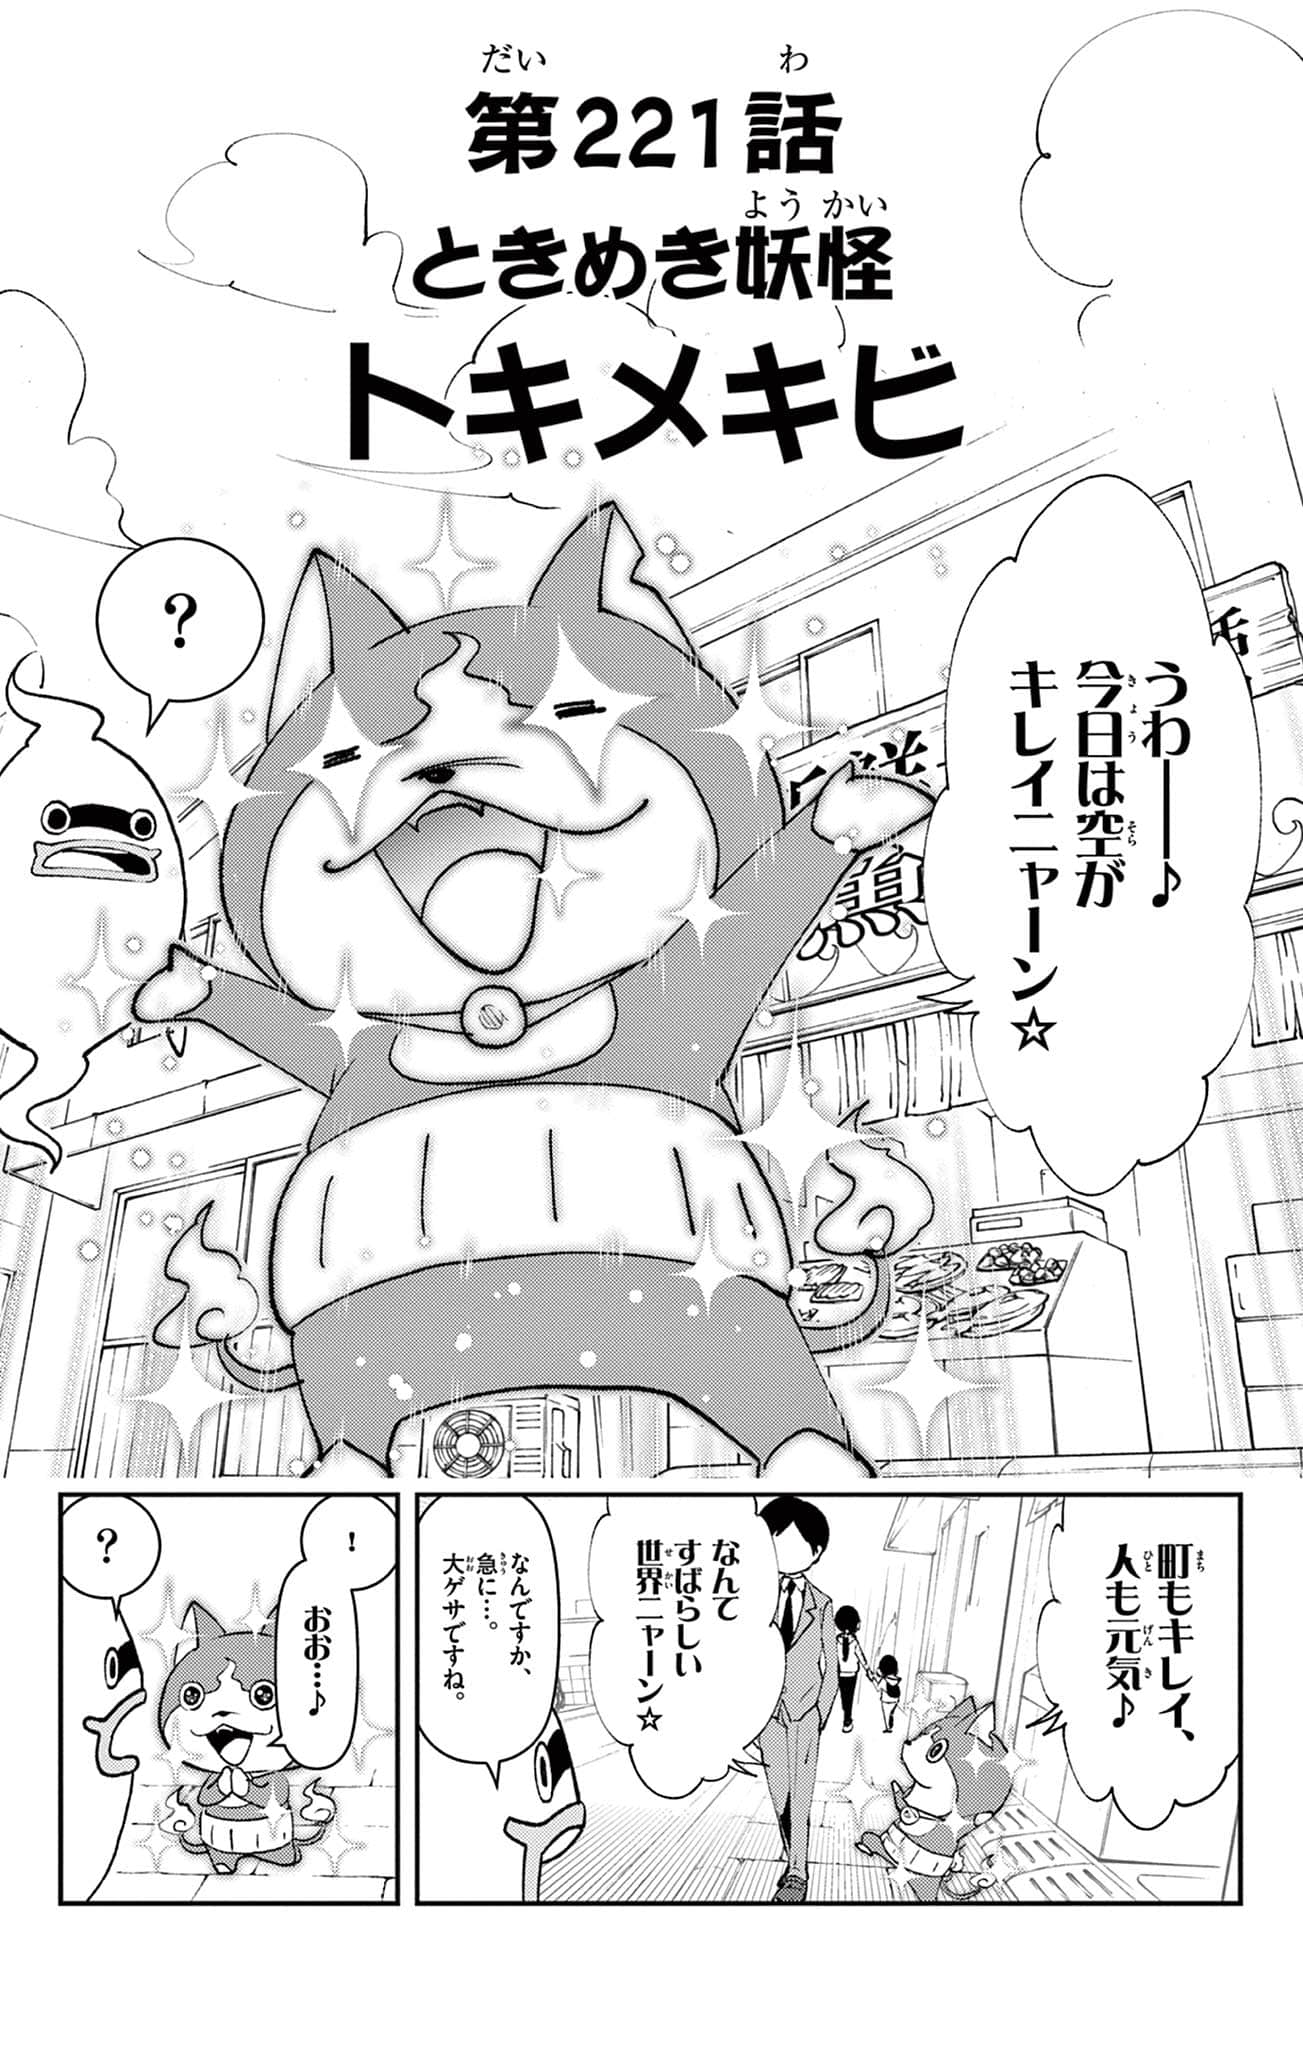 第221話
ときめき妖怪
トキメキビ
うわ――♪
今日は空が
キレイニャーン☆
?
町もキレイ、
人も元気♪
なんて
すばらしい
世界ニャーン☆
なんですか、
急に…。
大ゲサですね。
!
おお…♪
?